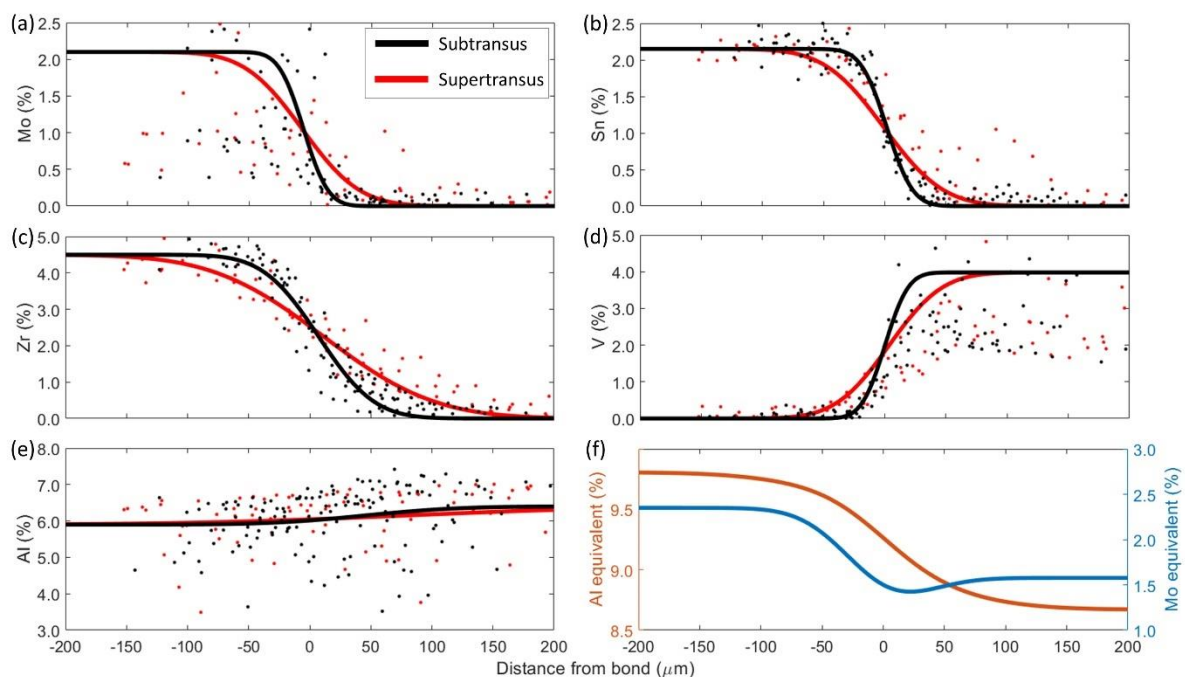 (a)
2.5
2.0
1.5
1.0
0.5
0.0
Mo (%)
Subtransus
Supertransus
(b)
2.5
2.0
1.5
1.0
0.5
0.0
Sn (%)
(c)
5.0
4.0
3.0
2.0
1.0
0.0
Zr (%)
(d)
5.0
4.0
3.0
2.0
1.0
0.0
V (%)
(e)
8.0
7.0
6.0
5.0
4.0
3.0
Al (%)
-200 -150 -100 -50 0 50 100 150 200
(f)
9.5
9.0
8.5
Al equivalent (%)
3.0
2.5
2.0
1.5
1.0
Mo equivalent (%)
-200 -150 -100 -50 0 50 100 150 200
Distance from bond (μm)